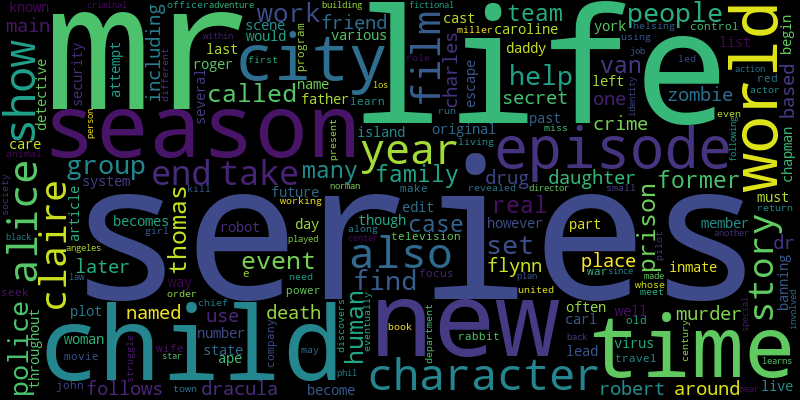 known criminal officer adventure building fictional
mr life
work team cast caroline helsing people
main scene friend film york control list begin
show including would various charles daddy using job
city last roger help van miller led action red world
security attempt called several name father learn escape secret left role zombie actor based
detective different within first program los identity
season island original past one crime even
care animal person present run living miss episode chapman
group end take many year family drug daughter former
system future norman kill make revealed director small must return
society alice claire article thomas becomes robot day though edit case real set part member another story
working girl played along television however
seek black angeles later event center find focus flynn pilot place prison dr
series
police throughout law way order e need power war since made whose inmate banning
plot named death human plan united meet special
woman use chief discovers also new often well murder
child number department book rabbit carl old time
movie wife state company eventually lead virus century travel learns
star ape may back
john struggle follows dracula become phil character robert around live
town year involved